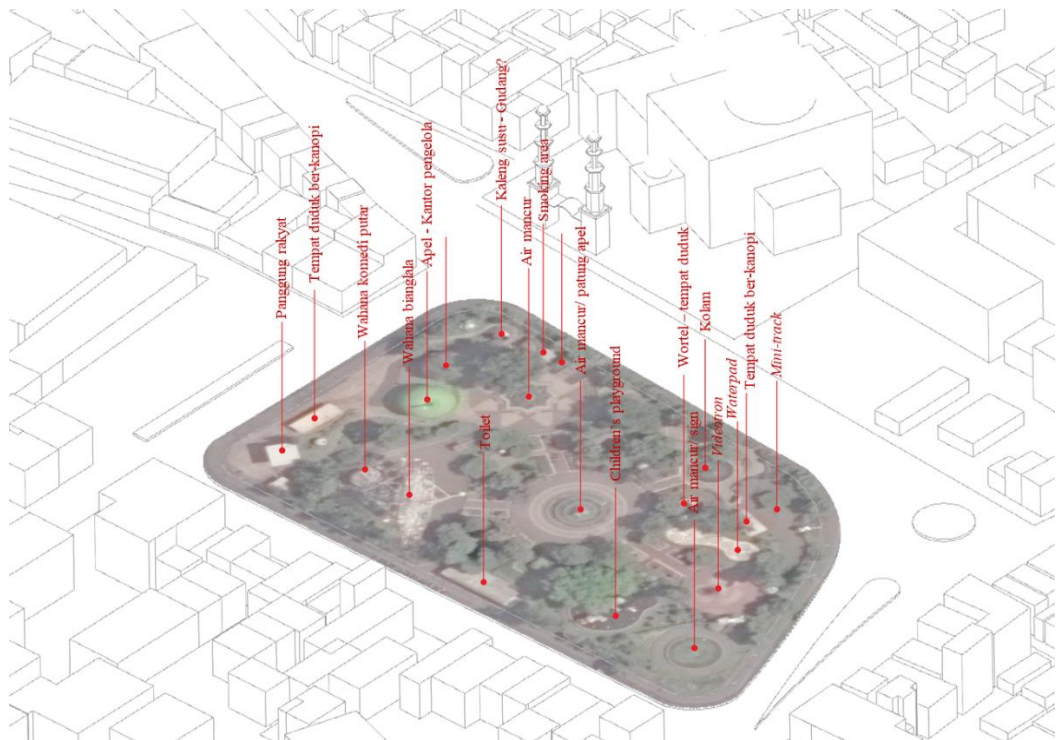 Panggung rakyat
Tempat duduk ber-kanopi
Wahana komedi putar
Wahana bianglala
Apel - Kantor pengelola
Toilet
Kaleng susu - Gudang?
Air mancur
Smoking area
Air mancur/ patung apel
Children's playground
Wortel – tempat duduk
Air mancur/ sign
Kolam
Videotron
Waterpad
Tempat duduk ber-kanopi
Mini-track